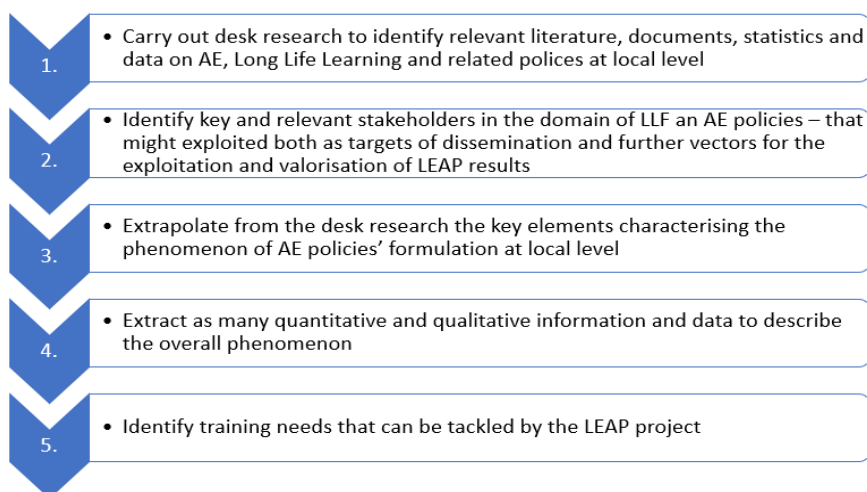 1.
• Carry out desk research to identify relevant literature, documents, statistics and
data on AE, Long Life Learning and related polices at local level
2.
• Identify key and relevant stakeholders in the domain of LLF an AE policies – that
might exploited both as targets of dissemination and further vectors for the
exploitation and valorisation of LEAP results
3.
• Extrapolate from the desk research the key elements characterising the
phenomenon of AE policies’ formulation at local level
4.
• Extract as many quantitative and qualitative information and data to describe
the overall phenomenon
5.
• Identify training needs that can be tackled by the LEAP project